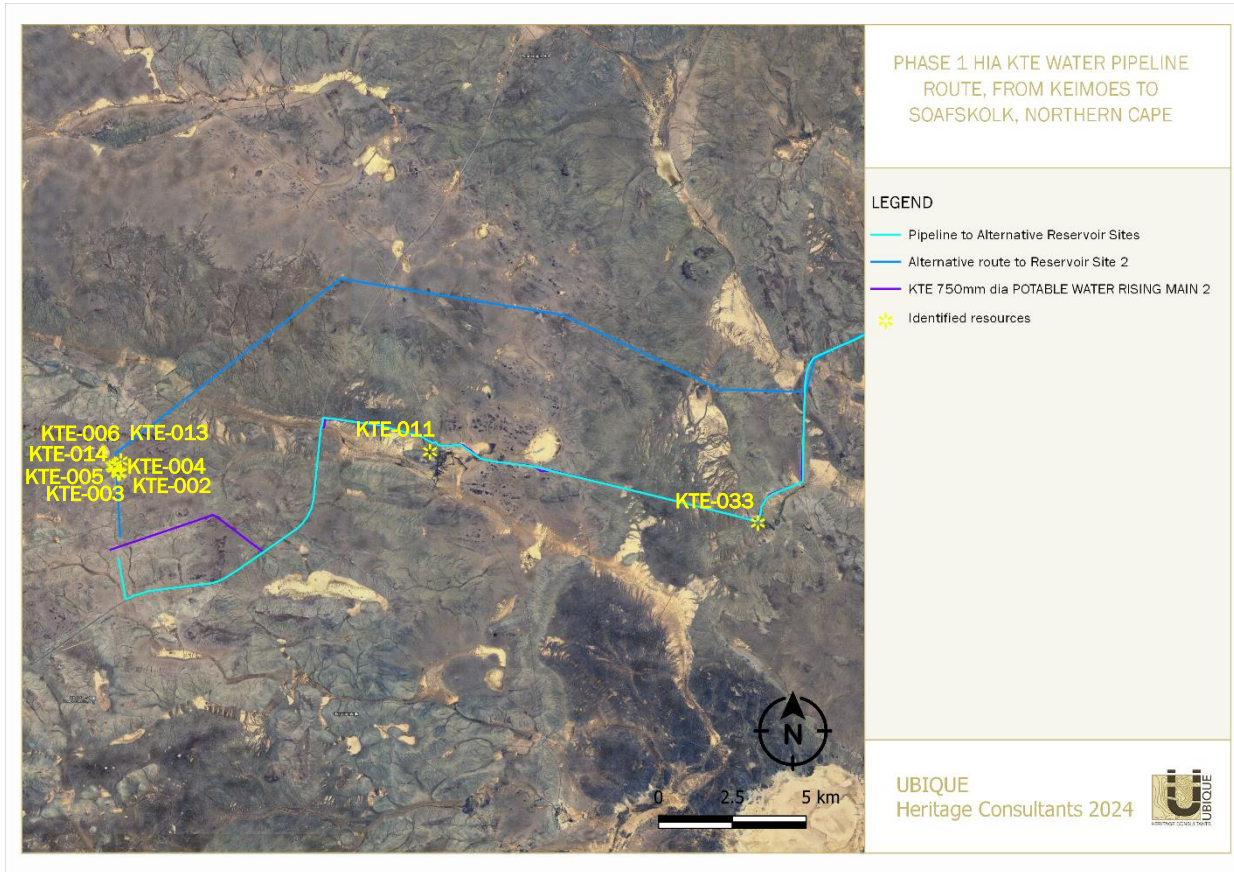 PHASE 1 HIA KTE WATER PIPELINE
ROUTE, FROM KEIMOES TO
SOAFSKOLK, NORTHERN CAPE
LEGEND
Pipeline to Alternative Reservoir Sites
Alternative route to Reservoir Site 2
KTE 750mm dia POTABLE WATER RISING MAIN 2
Identified resources
KTE-006 KTE-013
KTE-014
KTE-004
KTE-005
KTE-002
KTE-003
KTE-011
KTE-033
N
0 2.5 5 km
UBIQUE
Heritage Consultants 2024
UBIQUE
HERITAGE CONSULTANTS